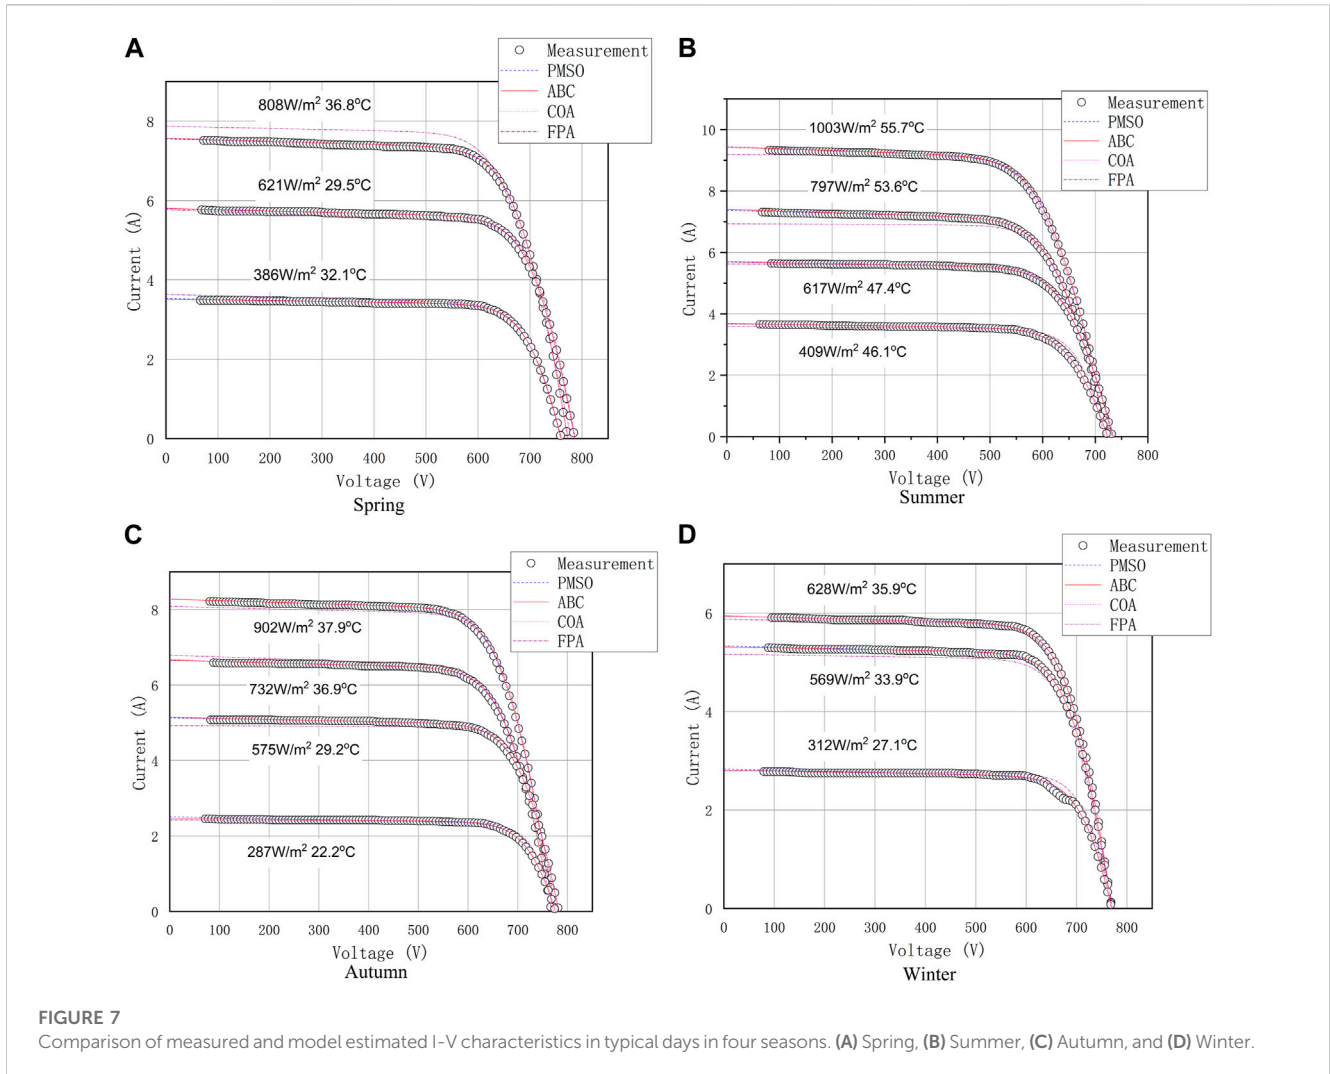 A
Measurement
PMSO
ABC
COA
FPA
808W/m² 36.8°C
621W/m² 29.5°C
386W/m² 32.1°C
Current (A)
8
6
4
2
0
0 100 200 300 400 500 600 700 800
Voltage (V)
Spring
B
Measurement
PMSO
ABC
COA
FPA
1003W/m² 55.7°C
797W/m² 53.6°C
617W/m² 47.4°C
409W/m² 46.1°C
Current (A)
10
8
6
4
2
0
0 100 200 300 400 500 600 700 800
Voltage (V)
Summer
C
Measurement
PMSO
ABC
COA
FPA
902W/m² 37.9°C
732W/m² 36.9°C
575W/m² 29.2°C
287W/m² 22.2°C
Current (A)
8
6
4
2
0
0 100 200 300 400 500 600 700 800
Voltage (V)
Autumn
D
Measurement
PMSO
ABC
COA
FPA
628W/m² 35.9°C
569W/m² 33.9°C
312W/m² 27.1°C
Current (A)
6
4
2
0
0 100 200 300 400 500 600 700 800
Voltage (V)
Winter
FIGURE 7
Comparison of measured and model estimated I-V characteristics in typical days in four seasons. (A) Spring, (B) Summer, (C) Autumn, and (D) Winter.